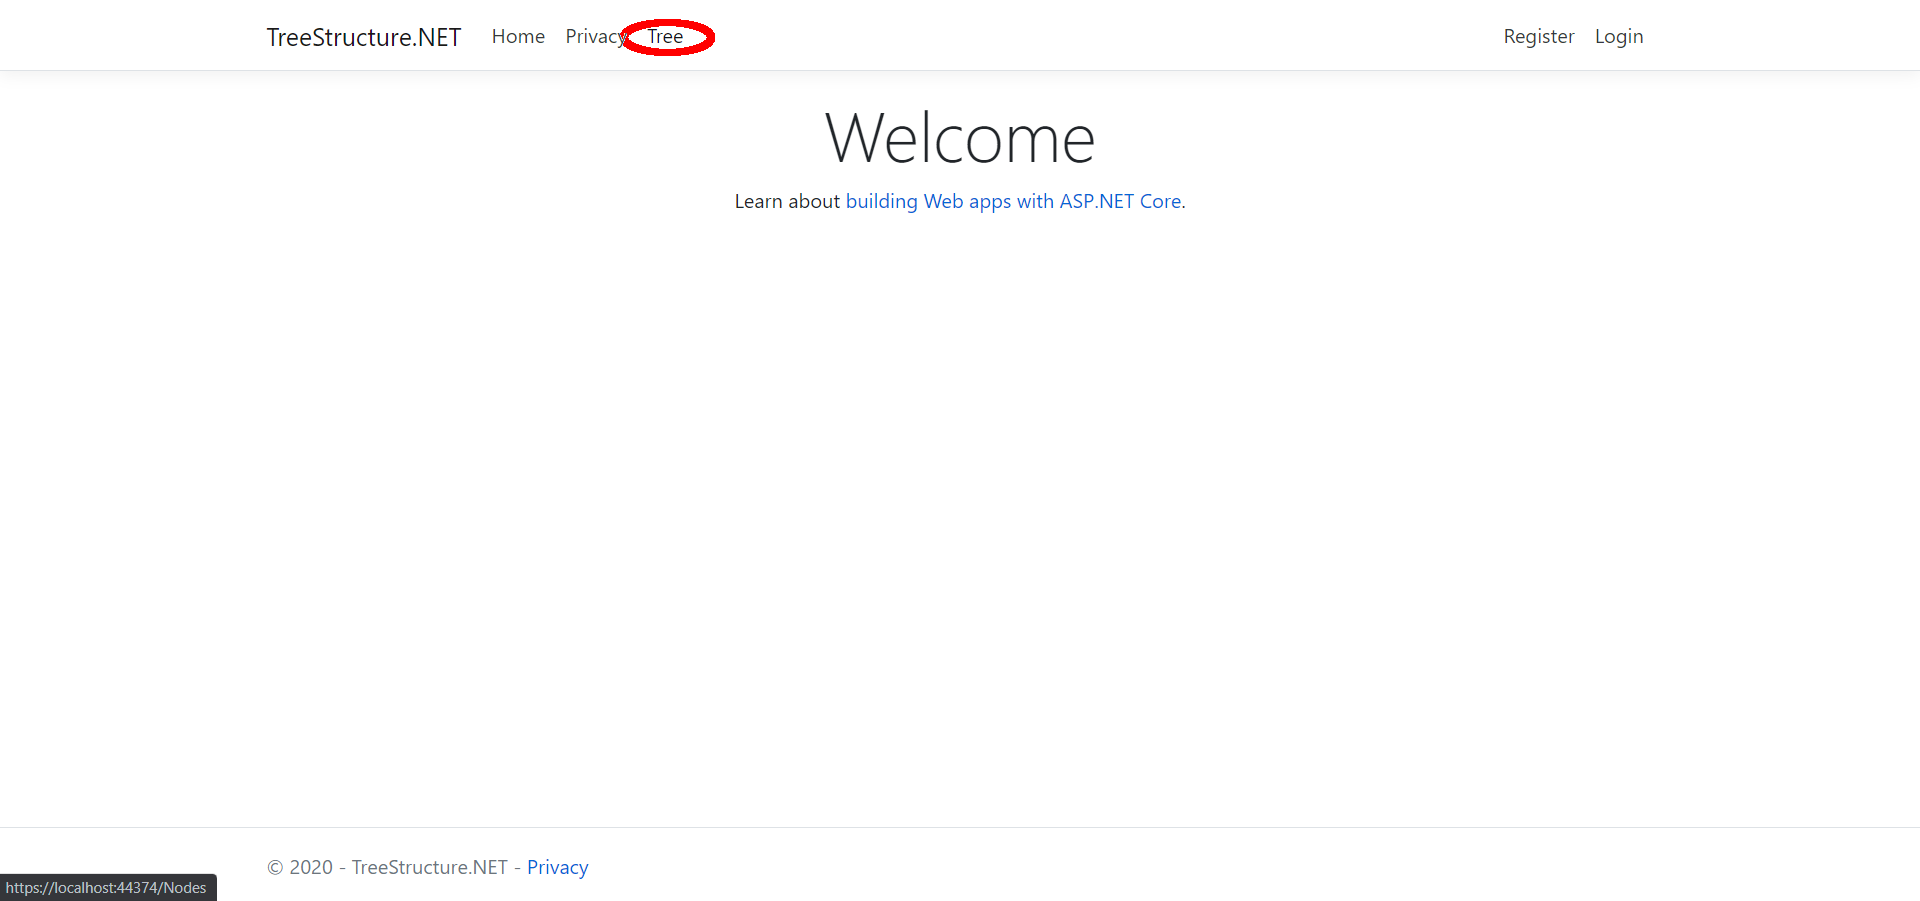 TreeStructure.NET Home Privacy Tree Register Login
Welcome
Learn about building Web apps with ASP.NET Core.
© 2020 - TreeStructure.NET - Privacy
https://localhost:44374/Nodes